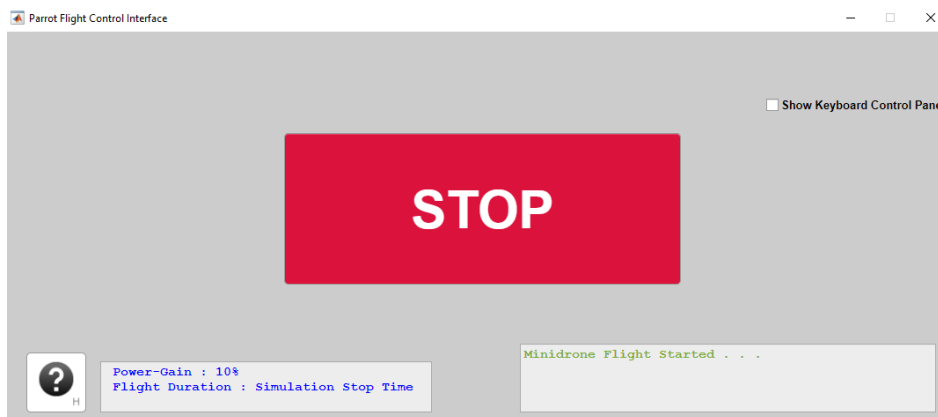 Parrot Flight Control Interface
Show Keyboard Control Pane
STOP
Minidrone Flight Started . . .
Power-Gain : 10%
Flight Duration : Simulation Stop Time
?
H